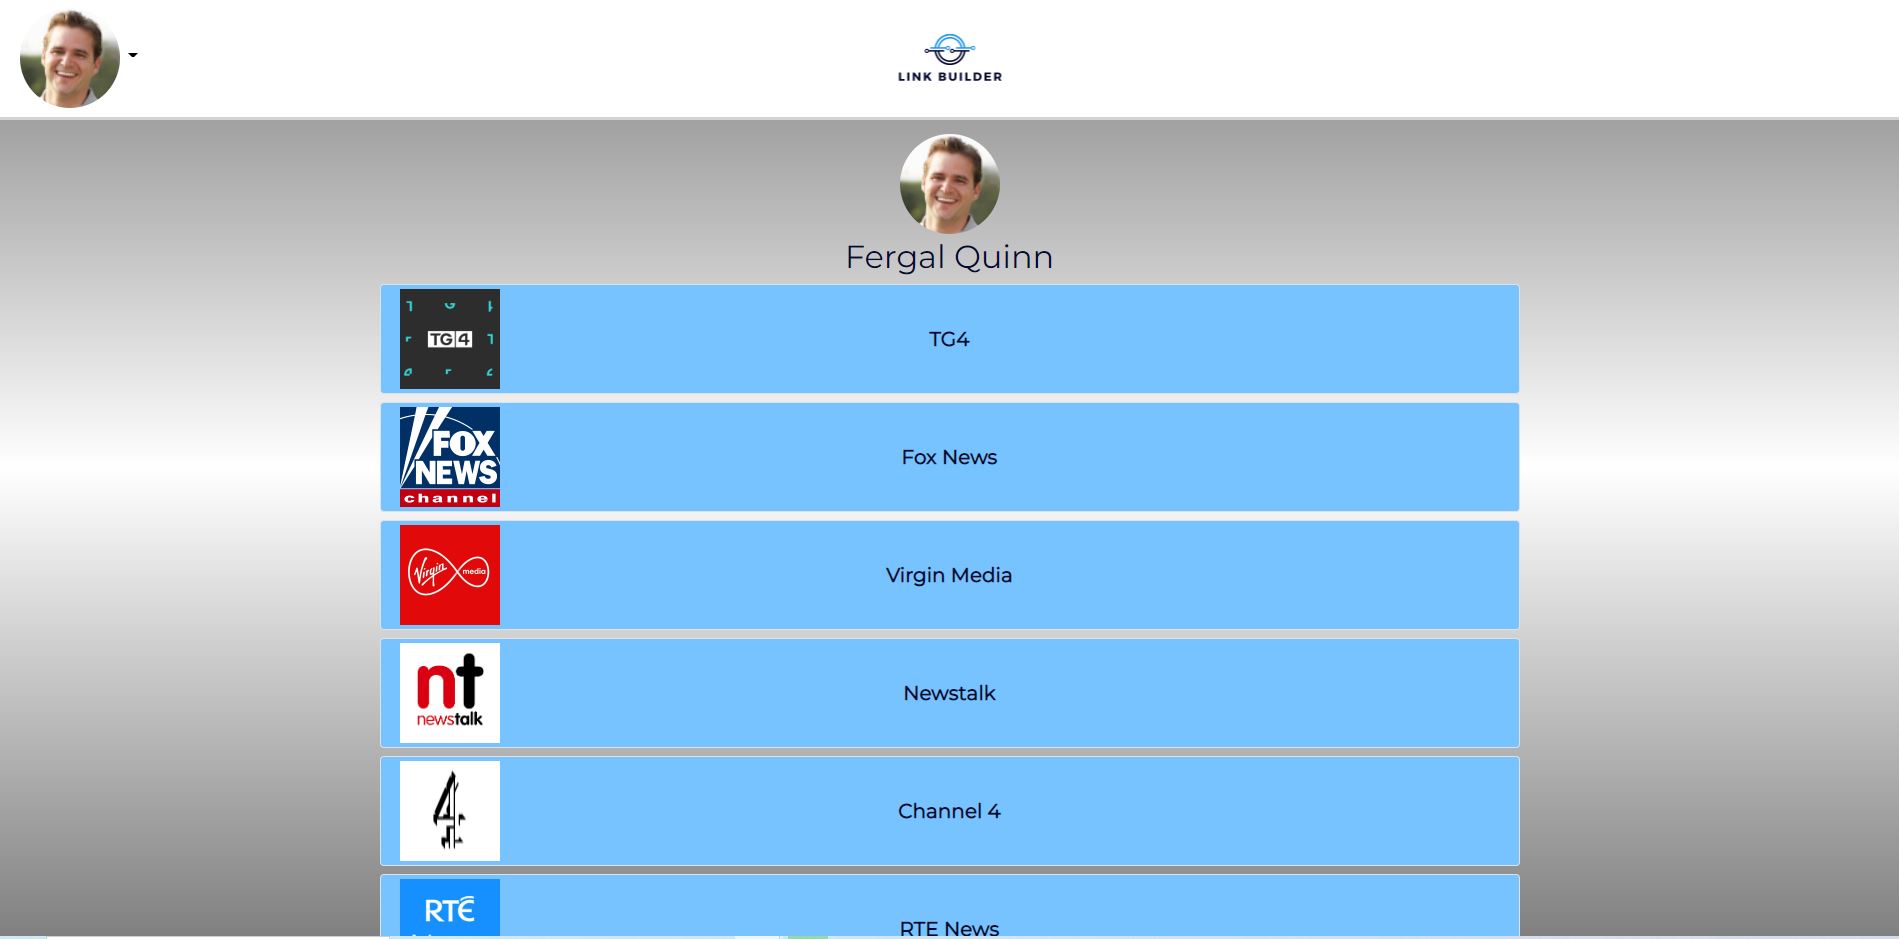 LINK BUILDER
Fergal Quinn
TG4
TG4
FOX
NEWS
channel
Fox News
Virgin media
Virgin Media
nt
newstalk
Newstalk
4
Channel 4
RTÉ
RTE News